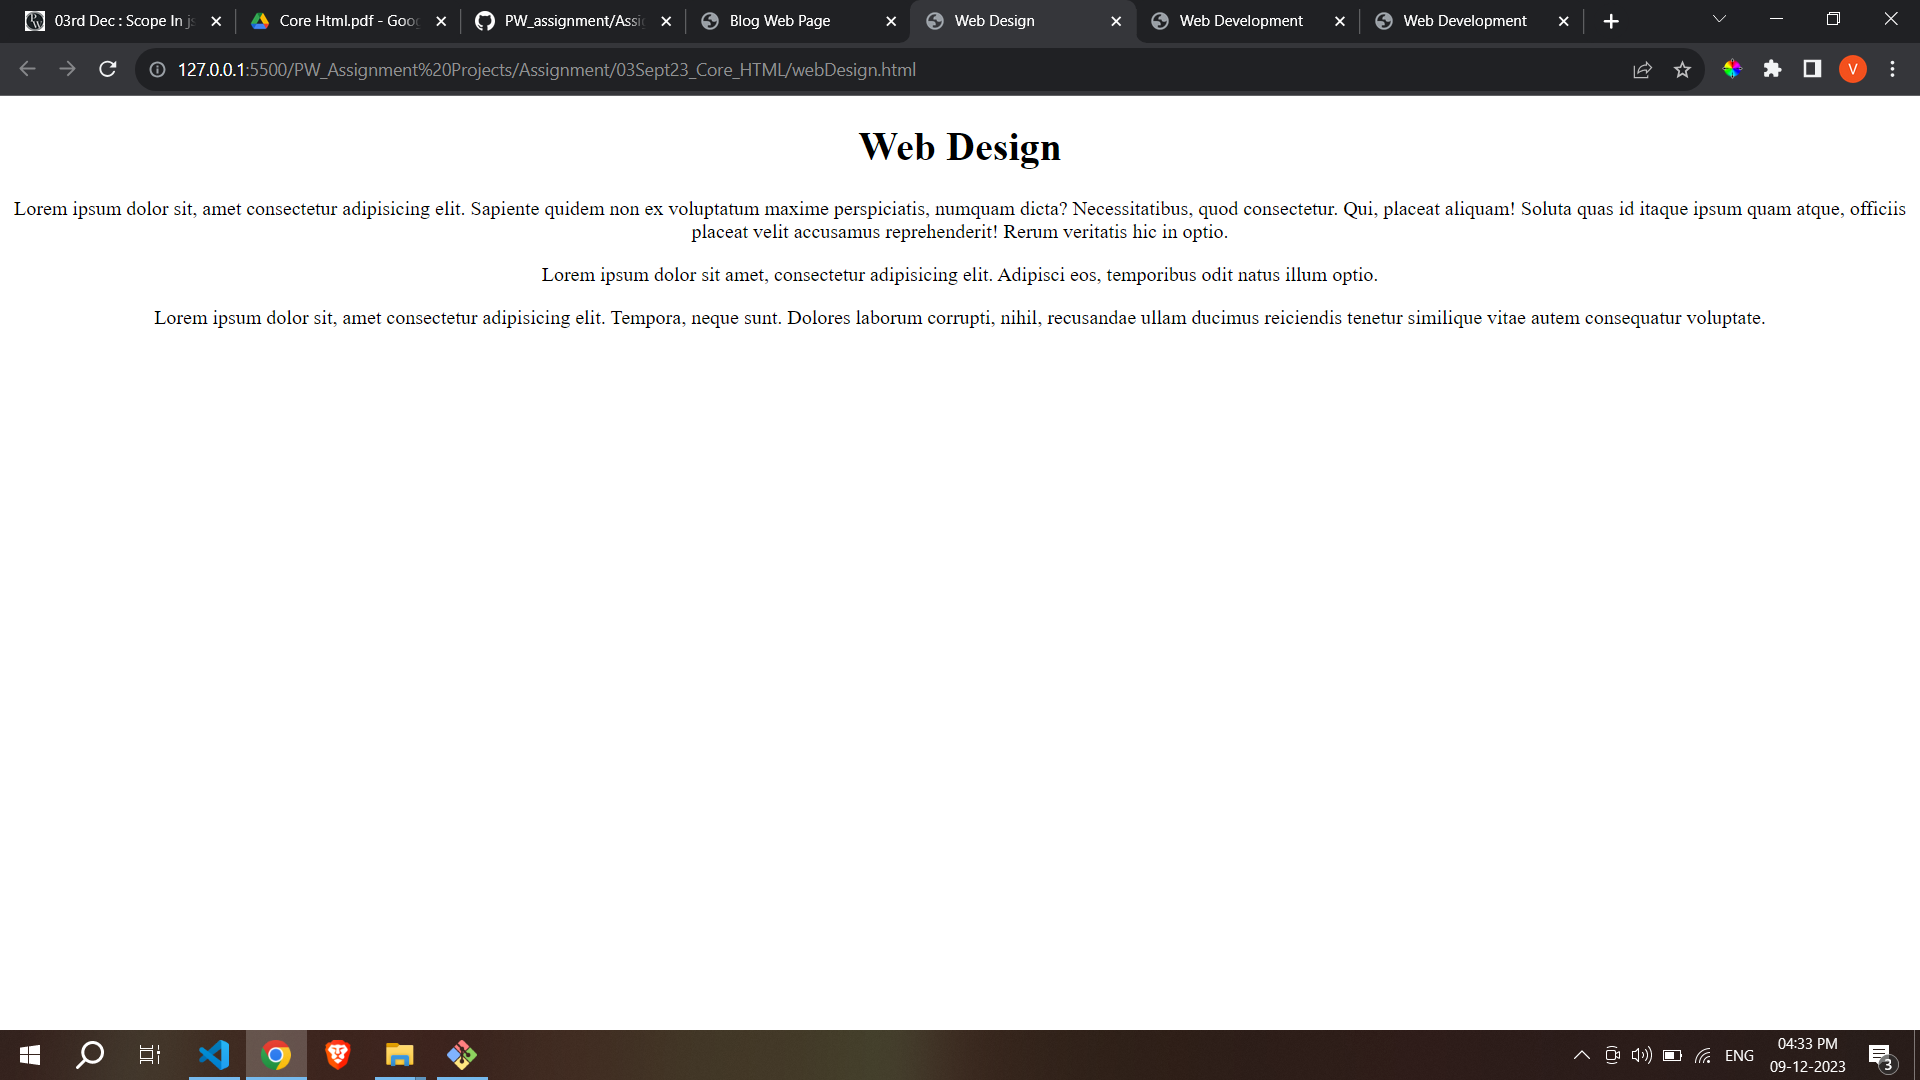 03rd Dec : Scope In js
Core Html.pdf - Goog
PW_assignment/Assi
Blog Web Page
Web Design
Web Development
Web Development
127.0.0.1:5500/PW_Assignment%20Projects/Assignment/03Sept23_Core_HTML/webDesign.html
V
Web Design
Lorem ipsum dolor sit, amet consectetur adipisicing elit. Sapiente quidem non ex voluptatum maxime perspiciatis, numquam dicta? Necessitatibus, quod consectetur. Qui, placeat aliquam! Soluta quas id itaque ipsum quam atque, officiis
placeat velit accusamus reprehenderit! Rerum veritatis hic in optio.
Lorem ipsum dolor sit amet, consectetur adipisicing elit. Adipisci eos, temporibus odit natus illum optio.
Lorem ipsum dolor sit, amet consectetur adipisicing elit. Tempora, neque sunt. Dolores laborum corrupti, nihil, recusandae ullam ducimus reiciendis tenetur similique vitae autem consequatur voluptate.
ENG
04:33 PM
09-12-2023
3